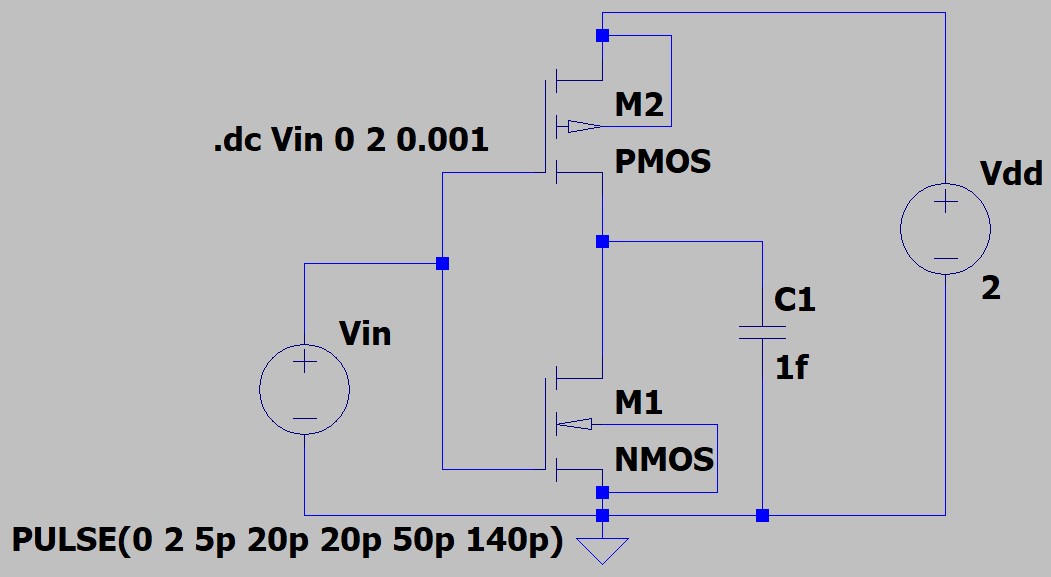 .dc Vin 0 2 0.001
M2
PMOS
Vdd
2
Vin
C1
1f
M1
NMOS
PULSE(0 2 5p 20p 20p 50p 140p)